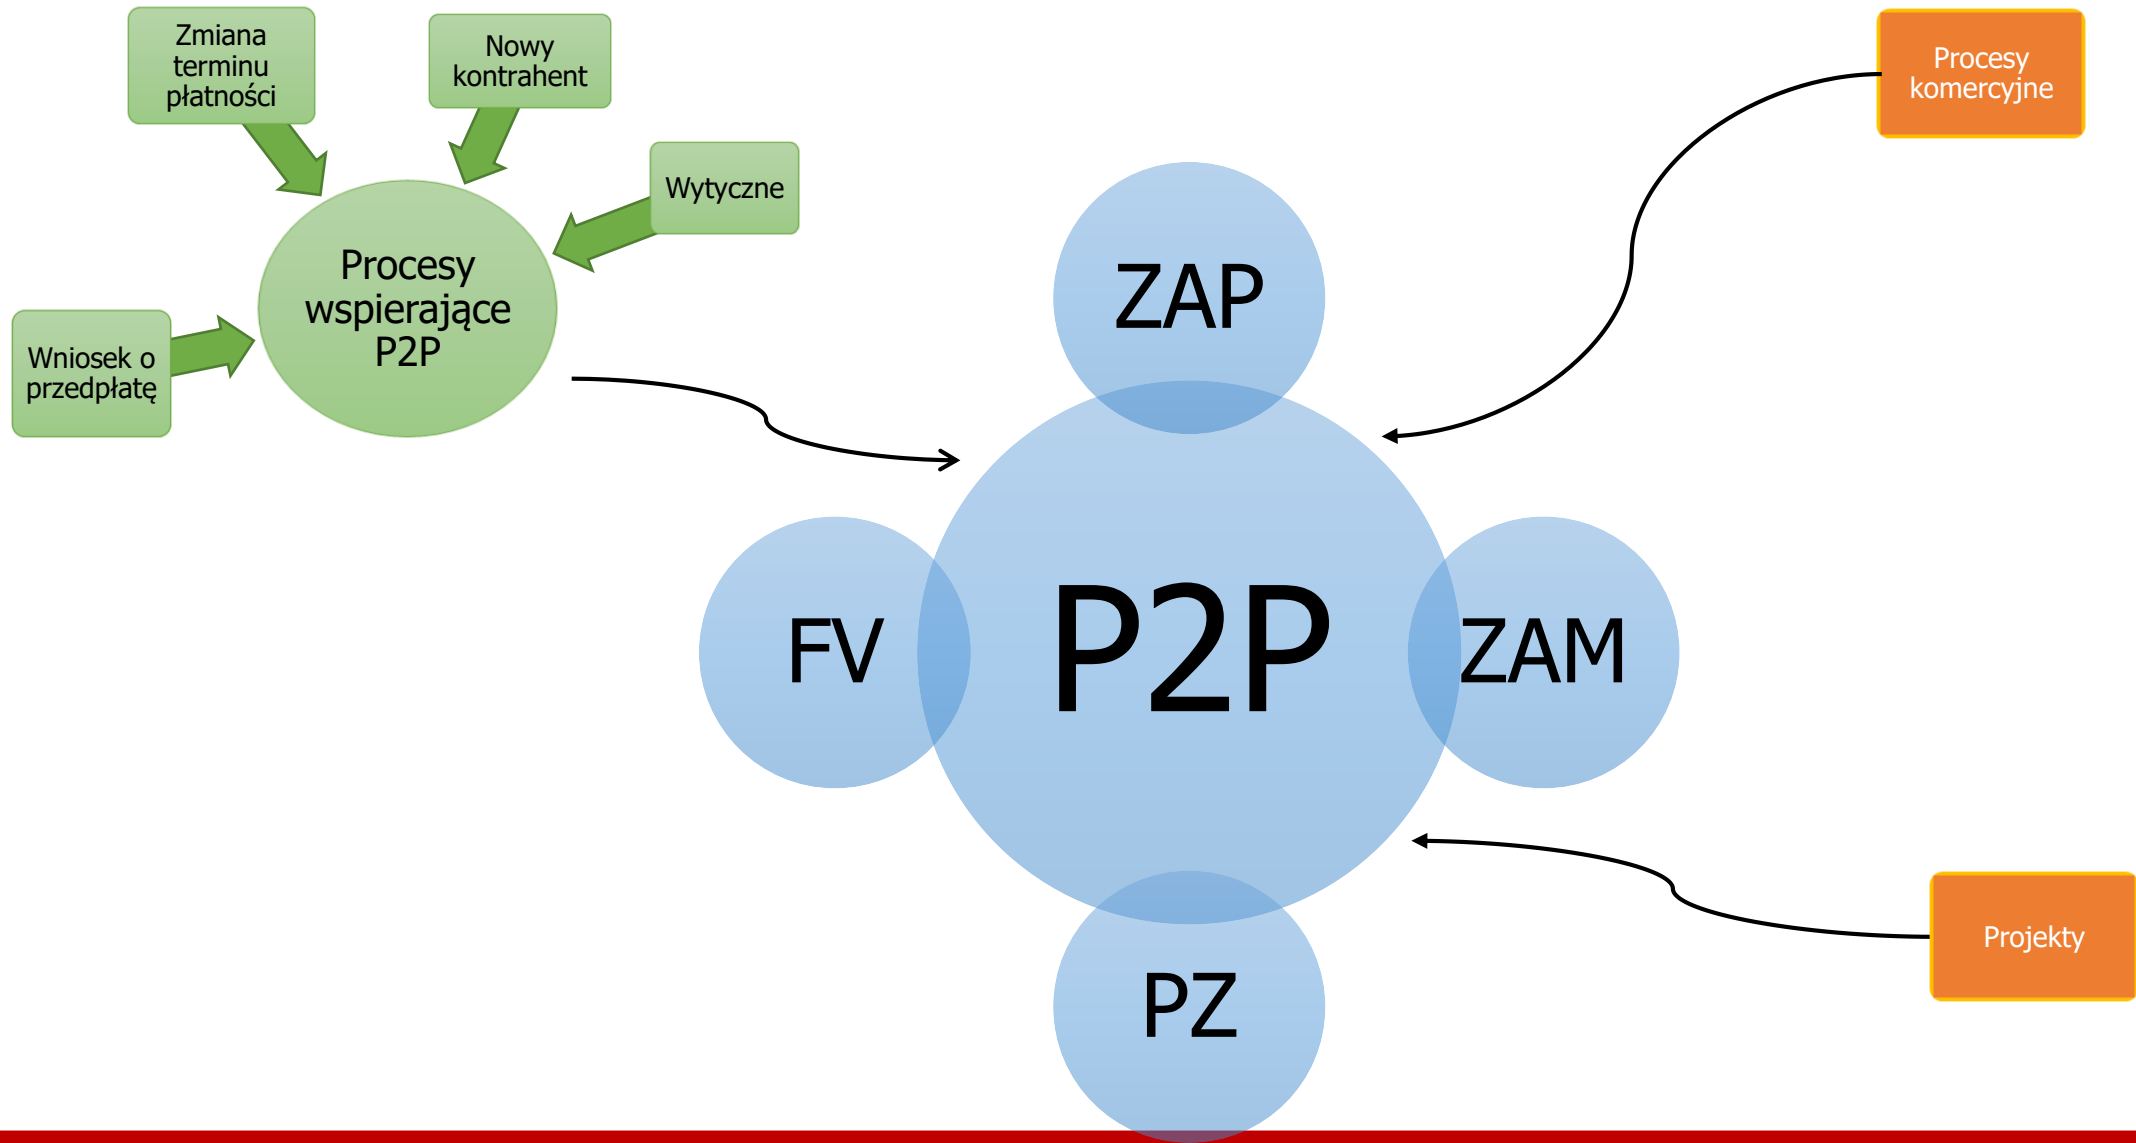 Zmiana
terminu
płatności
Nowy
kontrahent
Wytyczne
Wniosek o
przedpłatę
Procesy
wspierające
P2P
Procesy
komercyjne
ZAP
FV
P2P
ZAM
PZ
Projekty